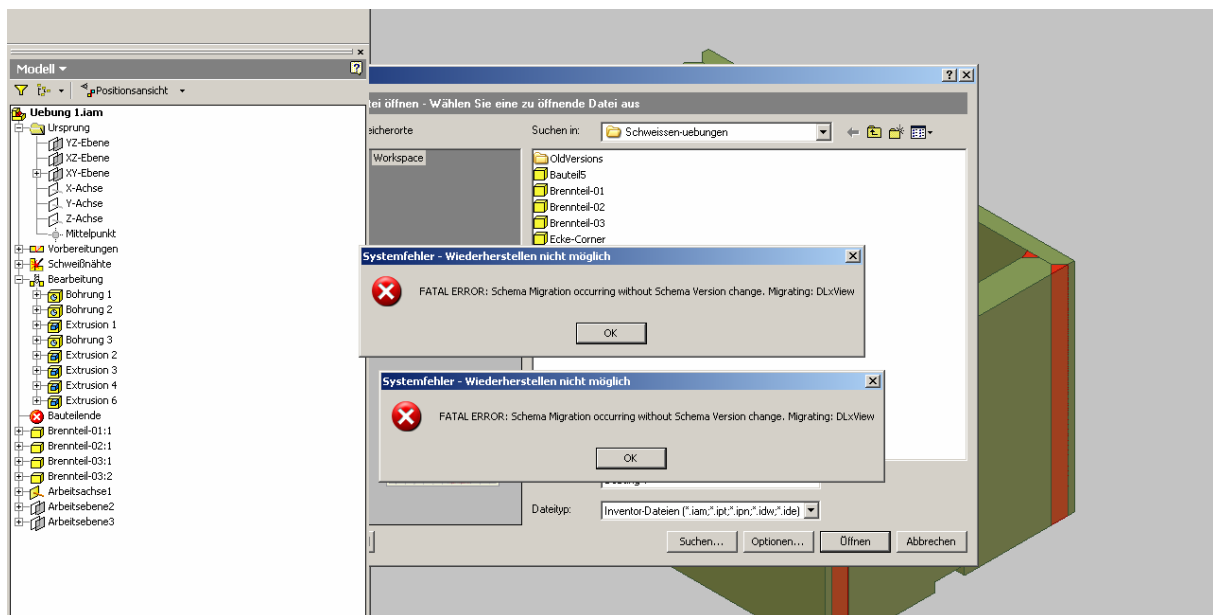 Modell
Positionsansicht
Uebung 1.iam
Ursprung
YZ-Ebene
XZ-Ebene
XY-Ebene
X-Achse
Y-Achse
Z-Achse
Mittelpunkt
Vorbereitungen
Schweißnähte
Bearbeitung
Bohrung 1
Bohrung 2
Extrusion 1
Bohrung 3
Extrusion 2
Extrusion 3
Extrusion 4
Extrusion 6
Bauteilende
Brennteil-01:1
Brennteil-02:1
Brennteil-03:1
Brennteil-03:2
Arbeitsachse1
Arbeitsebene2
Arbeitsebene3
tei öffnen - Wählen Sie eine zu öffnende Datei aus
eicherorte
Suchen in:
Schweissen-uebungen
Workspace
OldVersions
Bauteil5
Brennteil-01
Brennteil-02
Brennteil-03
Ecke-Corner
Systemfehler - Wiederherstellen nicht möglich
FATAL ERROR: Schema Migration occurring without Schema Version change. Migrating: DLxView
OK
Systemfehler - Wiederherstellen nicht möglich
FATAL ERROR: Schema Migration occurring without Schema Version change. Migrating: DLxView
OK
Dateityp:
Inventor-Dateien (*.iam;*.ipt;*.ipn;*.idw;*.ide)
Suchen...
Optionen...
Öffnen
Abbrechen